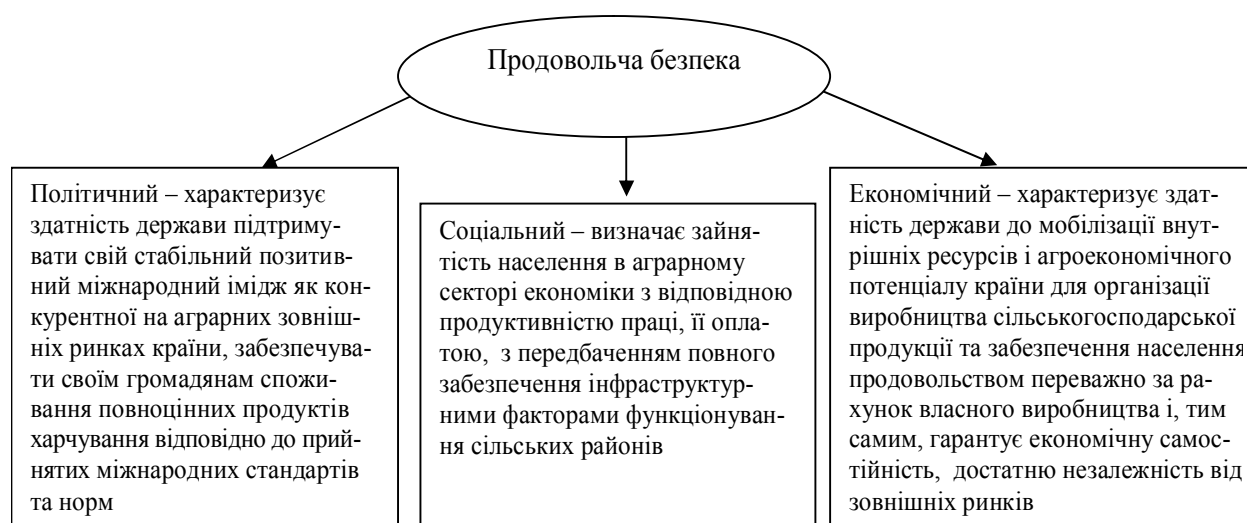 Продовольча безпека
Політичний – характеризує
здатність держави підтриму-
вати свій стабільний позитив-
ний міжнародний імідж як кон-
курентної на аграрних зовніш-
ніх ринках країни, забезпечува-
ти своїм громадянам спожи-
вання повноцінних продуктів
харчування відповідно до прий-
нятих міжнародних стандартів
та норм
Соціальний – визначає зайня-
тість населення в аграрному
секторі економіки з відповідною
продуктивністю праці, її опла-
тою, з передбаченням повного
забезпечення інфраструктур-
ними факторами функціонуван-
ня сільських районів
Економічний – характеризує здат-
ність держави до мобілізації внут-
рішніх ресурсів і агроекономічного
потенціалу країни для організації
виробництва сільськогосподарської
продукції та забезпечення населення
продовольством переважно за ра-
хунок власного виробництва і, тим
самим, гарантує економічну самос-
тійність, достатню незалежність від
зовнішніх ринків